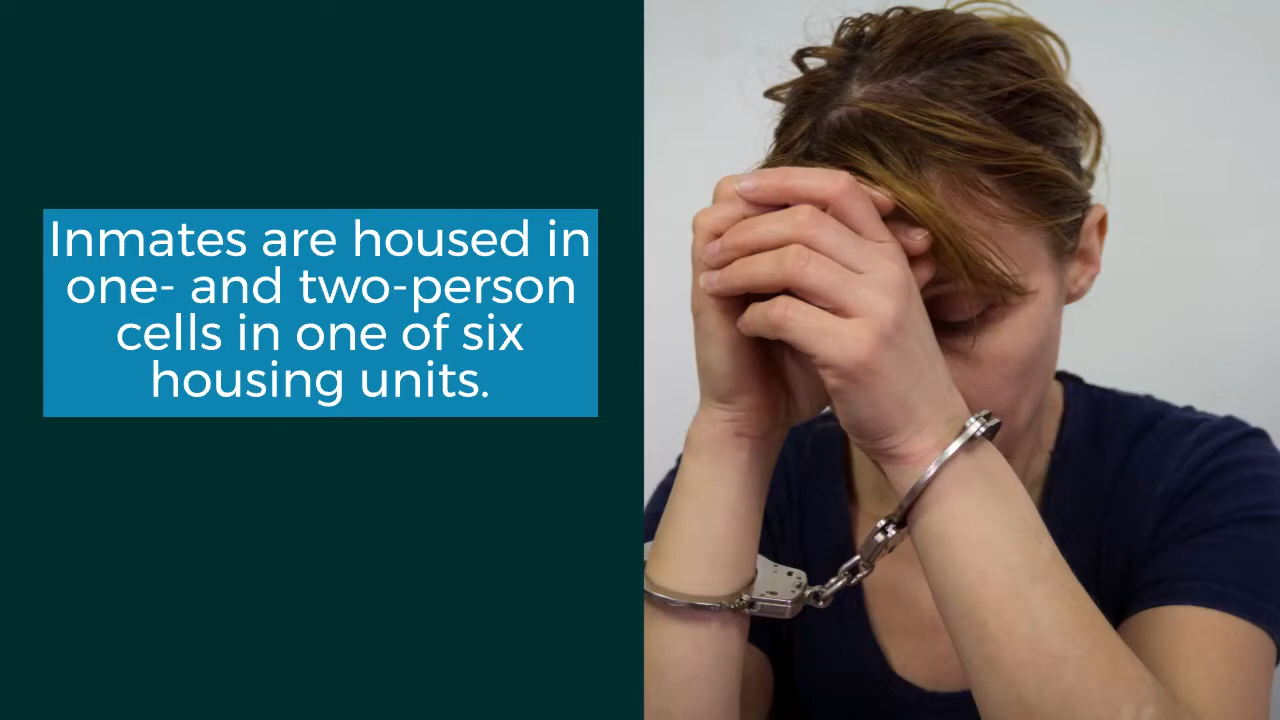 Inmates are housed in
one- and two-person
cells in one of six
housing units.